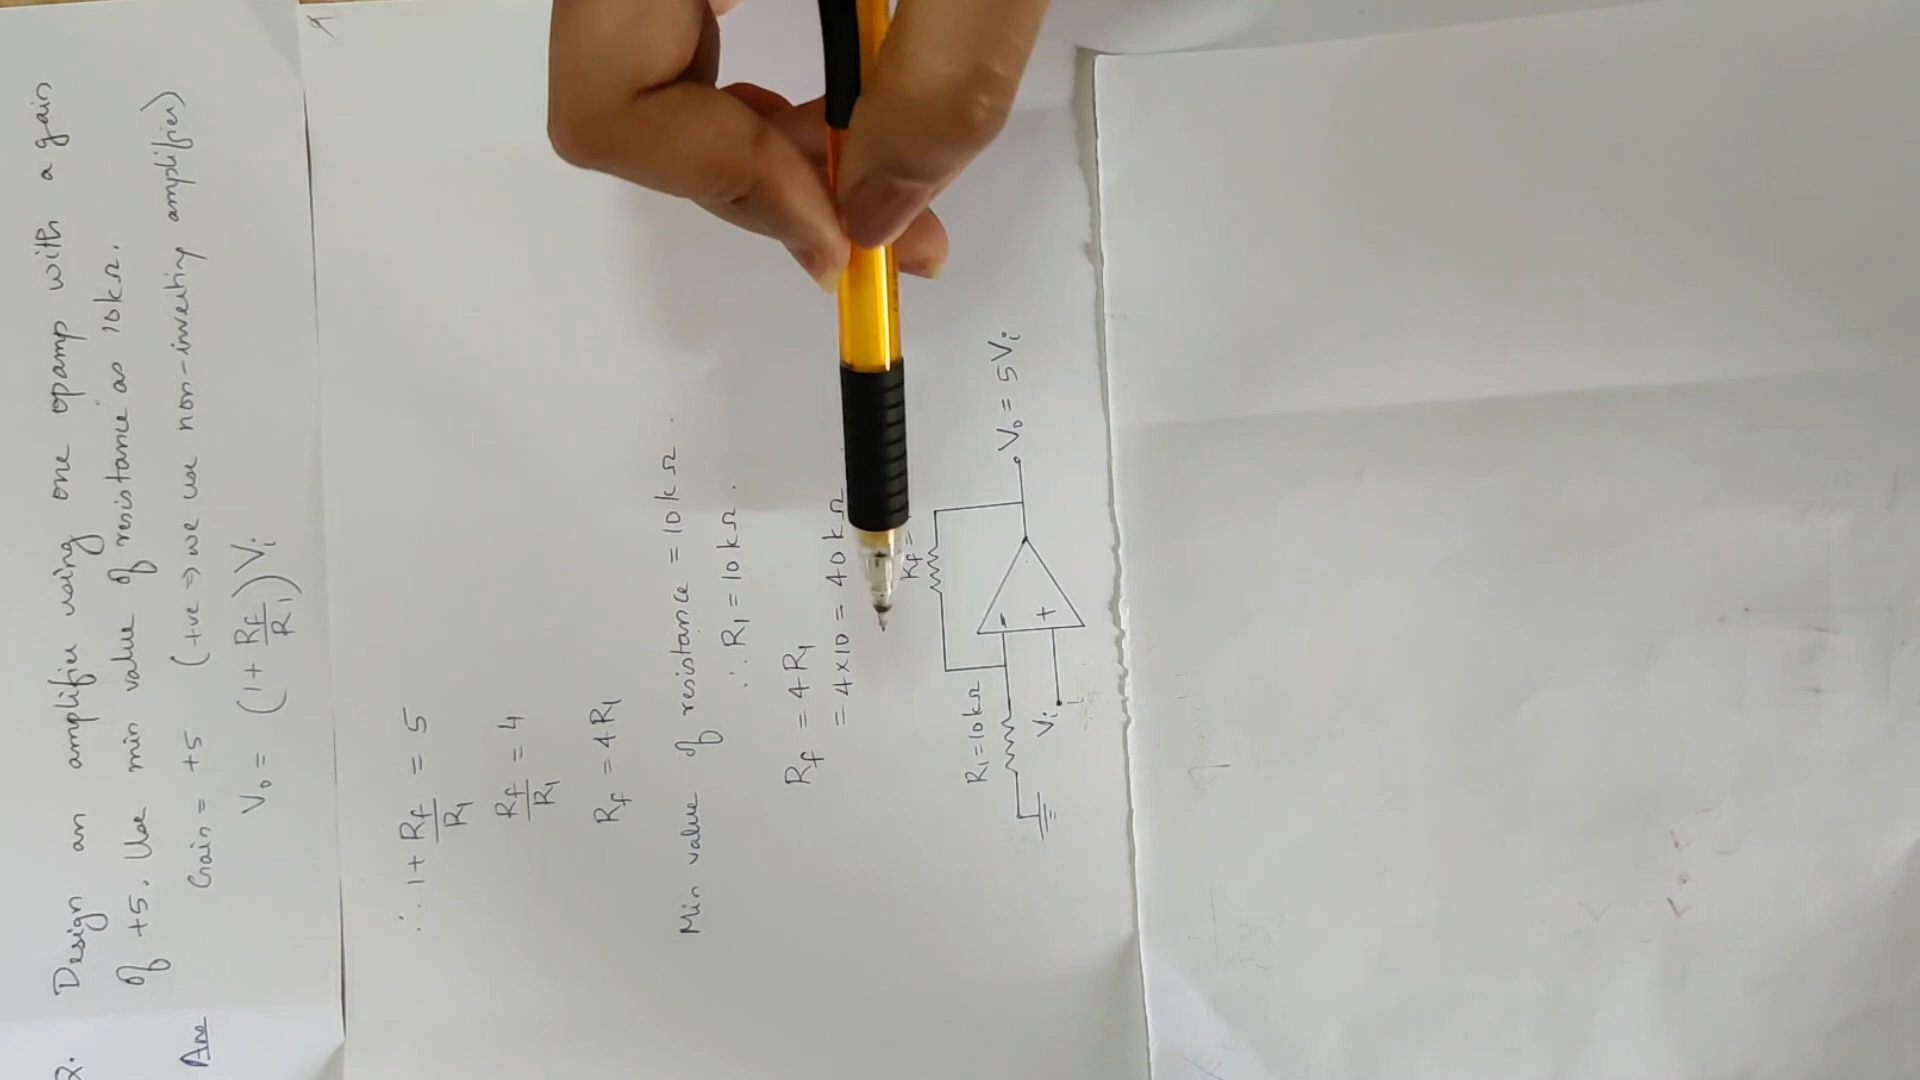 2. Design an amplifier using one opamp with a gain
of +5. Use min value of resistance as 10kΩ.
Ans Gain = +5 (+ve ⇒ we use non-inverting amplifier)
V₀ = (1 + Rf/R₁) Vi
∴ 1 + Rf/R₁ = 5
Rf/R₁ = 4
Rf = 4R₁
Min value of resistance = 10kΩ.
∴ R₁ = 10kΩ.
Rf = 4R₁
= 4×10 = 40kΩ
Rf =
R₁=10kΩ
-
+
V₀ = 5Vi
Vi